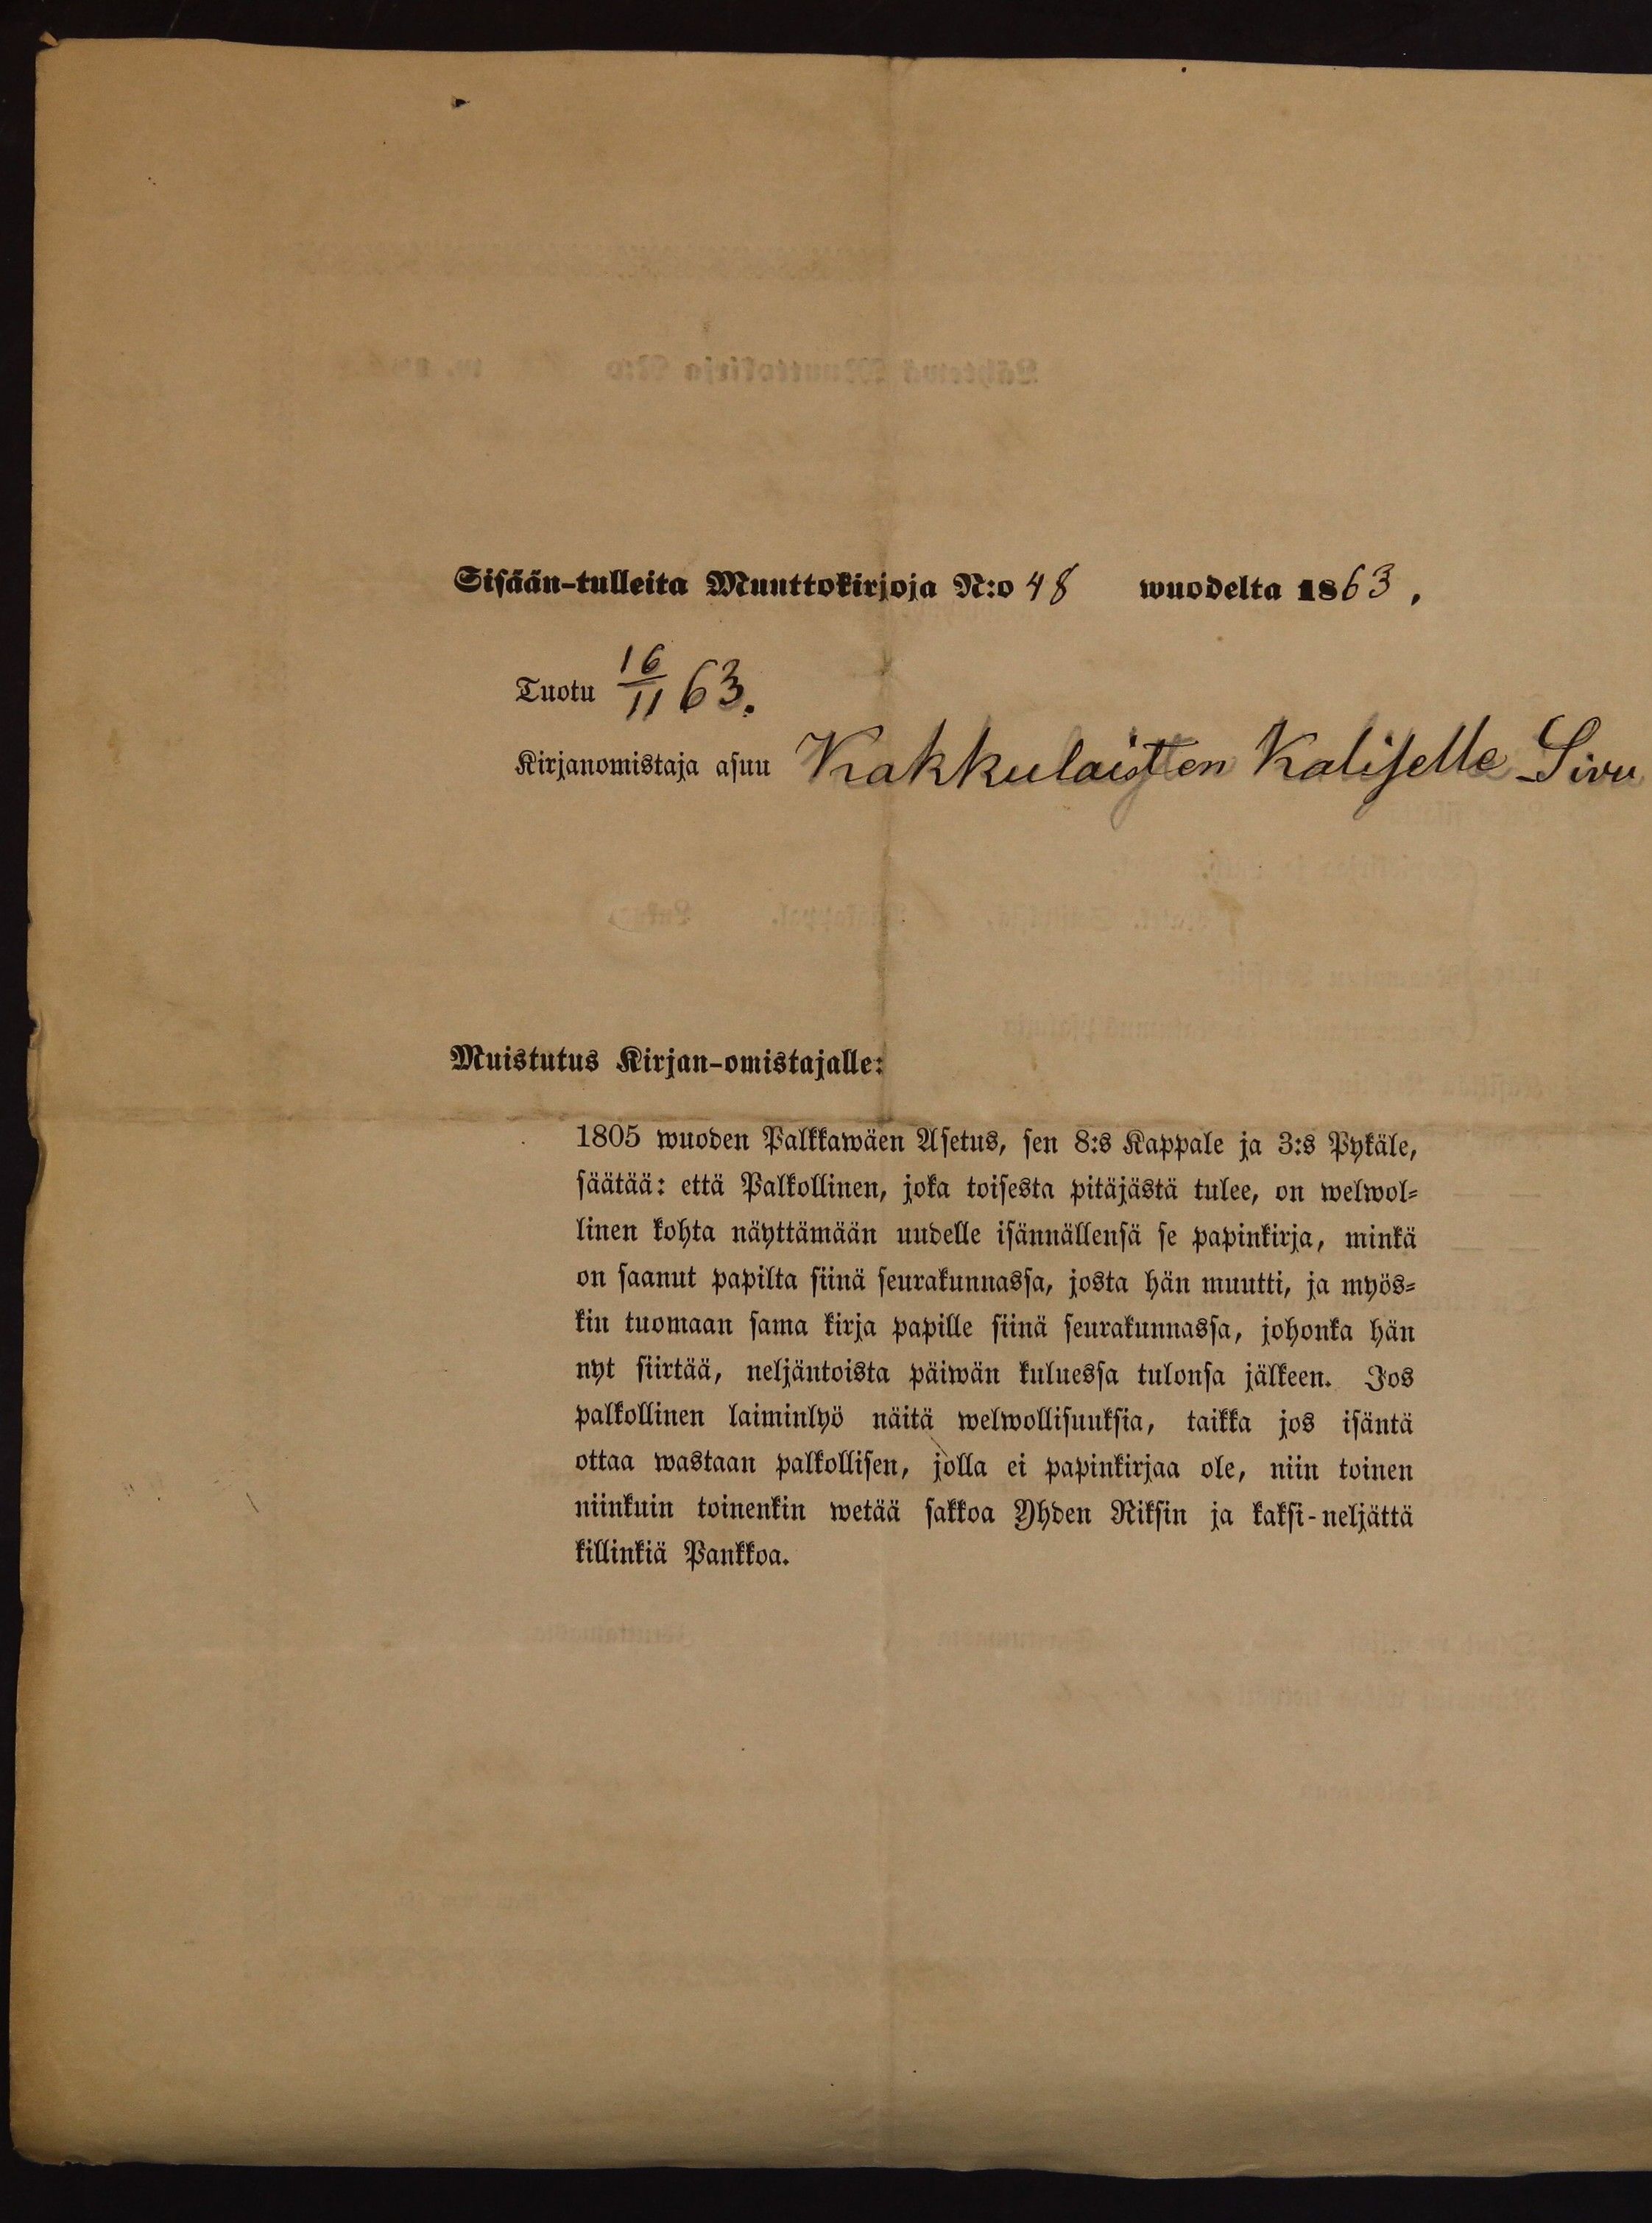 Sisään-tulleita Muuttokirjoja N:o 48 wuodelta 1863.
Tuotu 16/11 63.
Kirjanomistaja asuu Kakkulaisten Kaliselle Sivu
Muistutus Kirjan-omistajalle:
1805 wuoden Palkkawäen Asetus, sen 8:s Kappale ja 3:s Pykäle,
säätää: että Palkollinen, joka toisesta pitäjästä tulee, on welwol-
linen kohta näyttämään uudelle isännällensä se papinkirja, minkä
on saanut papilta siinä seurakunnassa, josta hän muutti, ja myös-
kin tuomaan sama kirja papille siinä seurakunnassa, johonka hän
nyt siirtää, neljäntoista päiwän kuluessa tulonsa jälkeen. Jos
palkollinen laiminlyö näitä welwollisuuksia, taikka jos isäntä
ottaa wastaan palkollisen, jolla ei papinkirjaa ole, niin toinen
niinkuin toinenkin wetää sakkoa Yhden Riksin ja kaksi-neljättä
killinkiä Pankkoa.